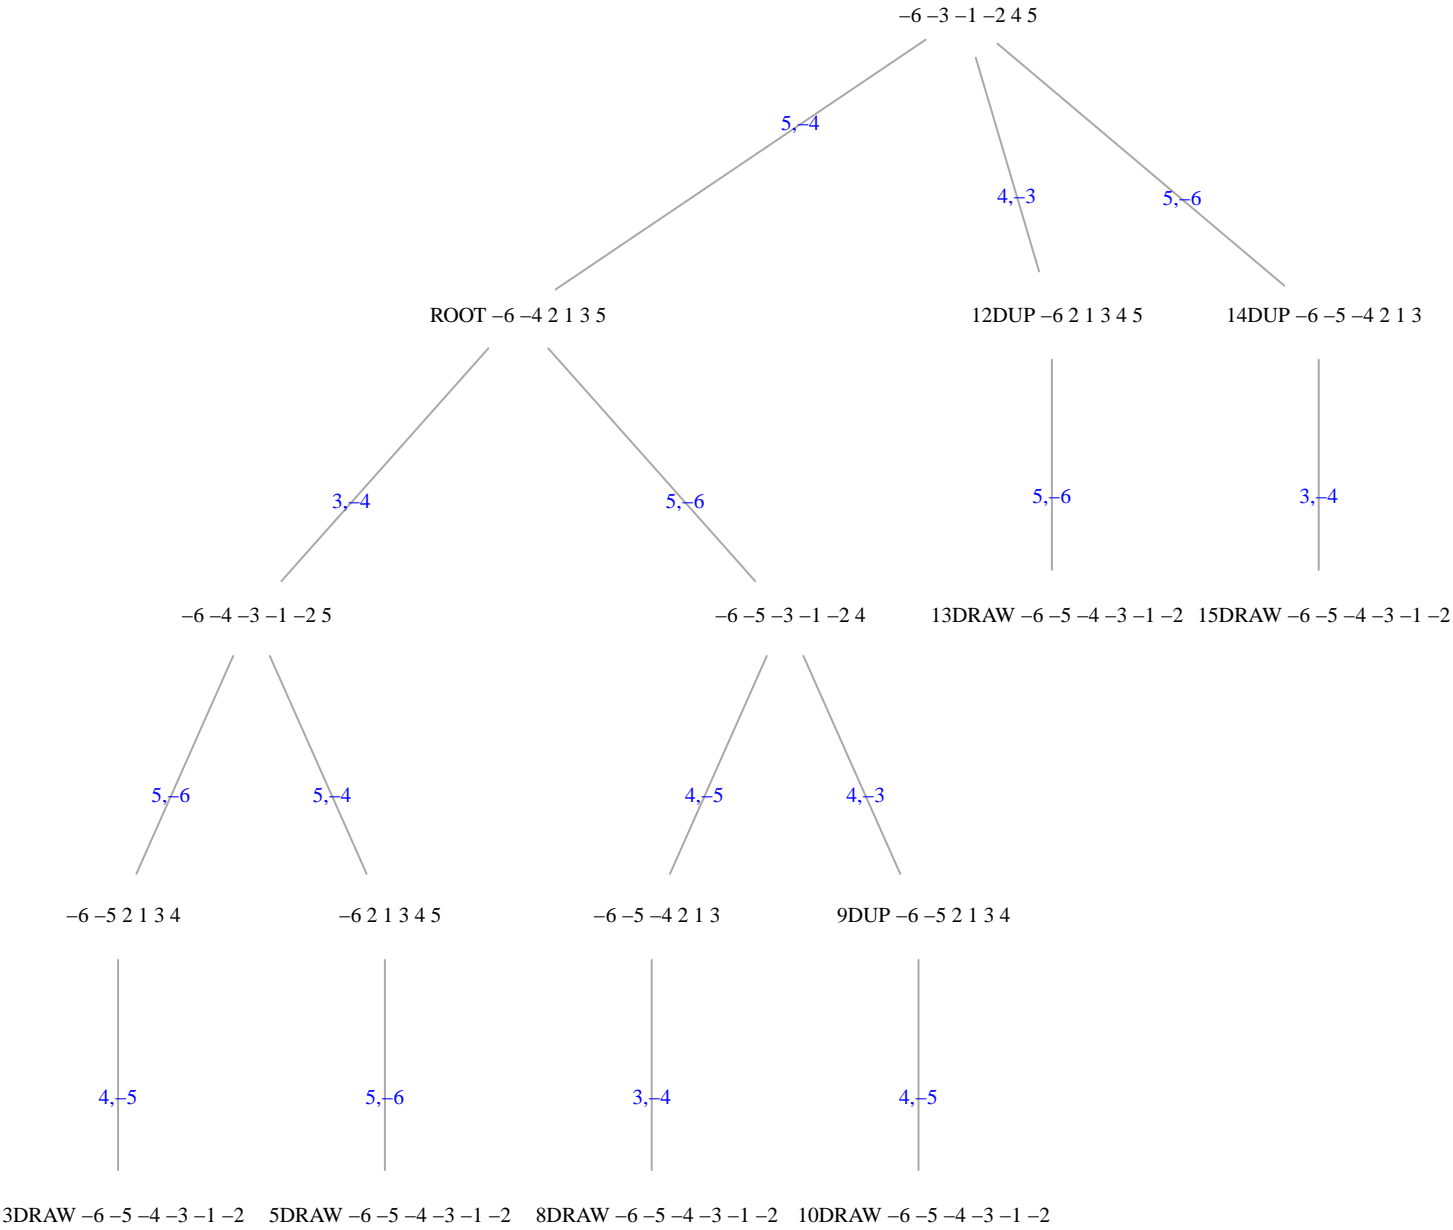 –6 –3 –1 –2 4 5
5,–4
4,–3
5,–6
ROOT –6 –4 2 1 3 5
12DUP –6 2 1 3 4 5
14DUP –6 –5 –4 2 1 3
3,–4
5,–6
5,–6
3,–4
–6 –4 –3 –1 –2 5
–6 –5 –3 –1 –2 4
13DRAW –6 –5 –4 –3 –1 –2
15DRAW –6 –5 –4 –3 –1 –2
5,–6
5,–4
4,–5
4,–3
–6 –5 2 1 3 4
–6 2 1 3 4 5
–6 –5 –4 2 1 3
9DUP –6 –5 2 1 3 4
4,–5
5,–6
3,–4
4,–5
3DRAW –6 –5 –4 –3 –1 –2
5DRAW –6 –5 –4 –3 –1 –2
8DRAW –6 –5 –4 –3 –1 –2
10DRAW –6 –5 –4 –3 –1 –2